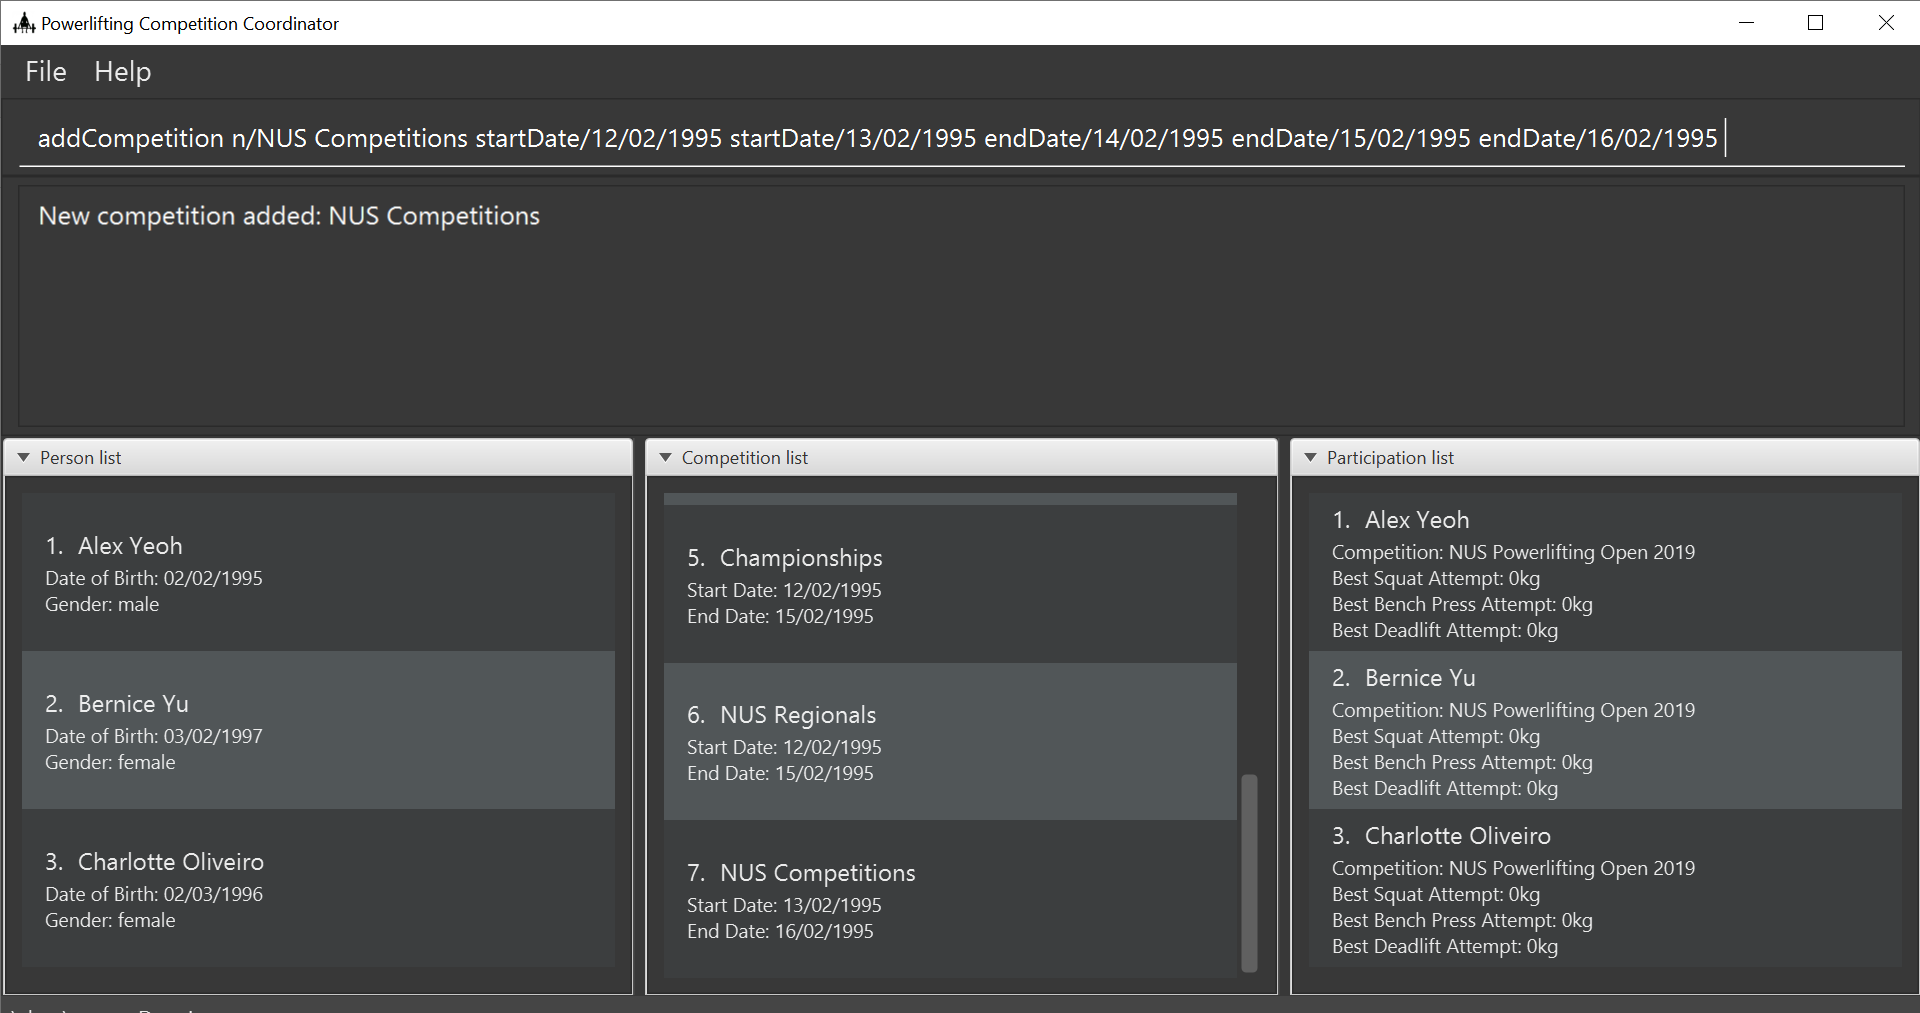 Powerlifting Competition Coordinator
File Help
addCompetition n/NUS Competitions startDate/12/02/1995 startDate/13/02/1995 endDate/14/02/1995 endDate/15/02/1995 endDate/16/02/1995
New competition added: NUS Competitions
Person list
1. Alex Yeoh
Date of Birth: 02/02/1995
Gender: male
2. Bernice Yu
Date of Birth: 03/02/1997
Gender: female
3. Charlotte Oliveiro
Date of Birth: 02/03/1996
Gender: female
Competition list
5. Championships
Start Date: 12/02/1995
End Date: 15/02/1995
6. NUS Regionals
Start Date: 12/02/1995
End Date: 15/02/1995
7. NUS Competitions
Start Date: 13/02/1995
End Date: 16/02/1995
Participation list
1. Alex Yeoh
Competition: NUS Powerlifting Open 2019
Best Squat Attempt: 0kg
Best Bench Press Attempt: 0kg
Best Deadlift Attempt: 0kg
2. Bernice Yu
Competition: NUS Powerlifting Open 2019
Best Squat Attempt: 0kg
Best Bench Press Attempt: 0kg
Best Deadlift Attempt: 0kg
3. Charlotte Oliveiro
Competition: NUS Powerlifting Open 2019
Best Squat Attempt: 0kg
Best Bench Press Attempt: 0kg
Best Deadlift Attempt: 0kg